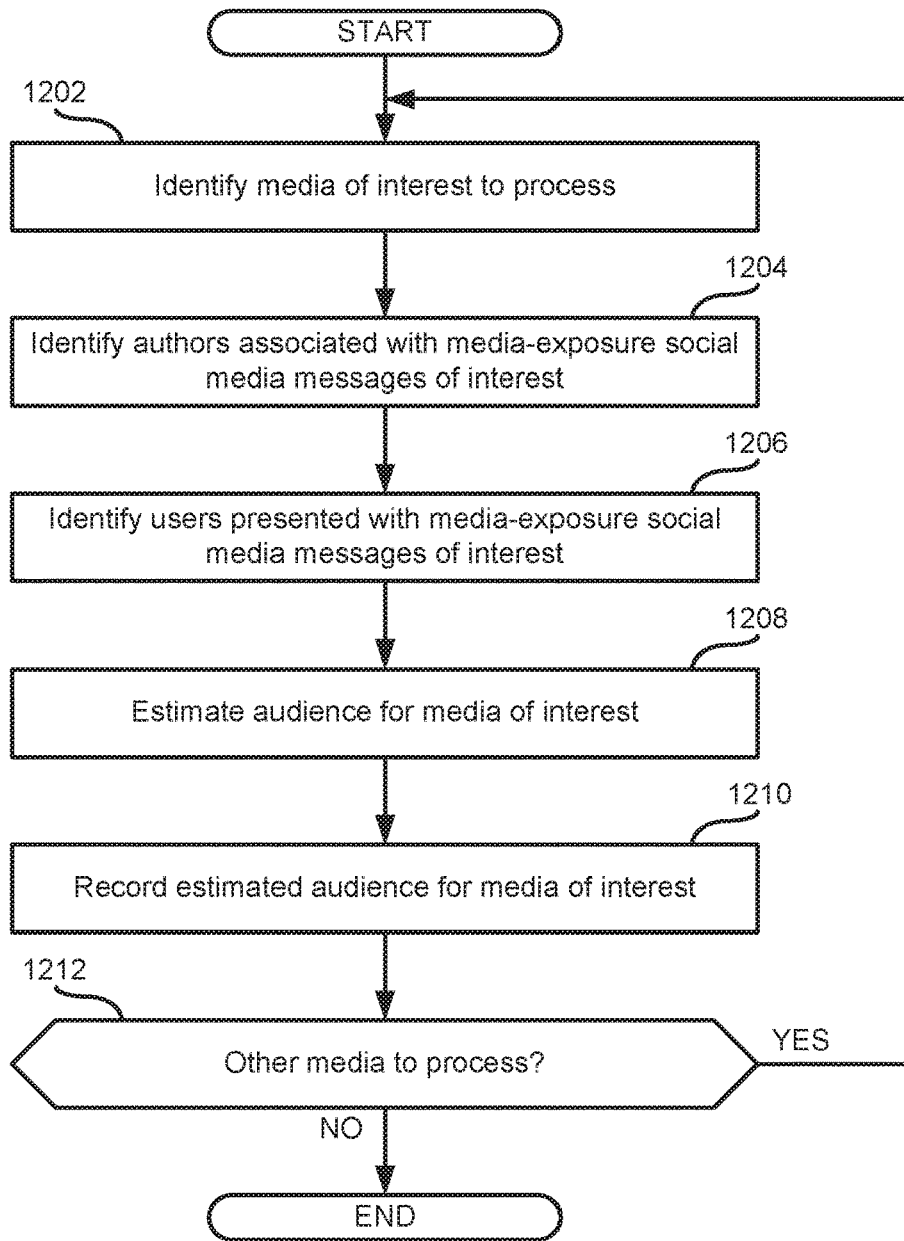 START
1202
Identify media of interest to process
1204
Identify authors associated with media-exposure social
media messages of interest
1206
Identify users presented with media-exposure social
media messages of interest
1208
Estimate audience for media of interest
1210
Record estimated audience for media of interest
1212
Other media to process?
YES
NO
END